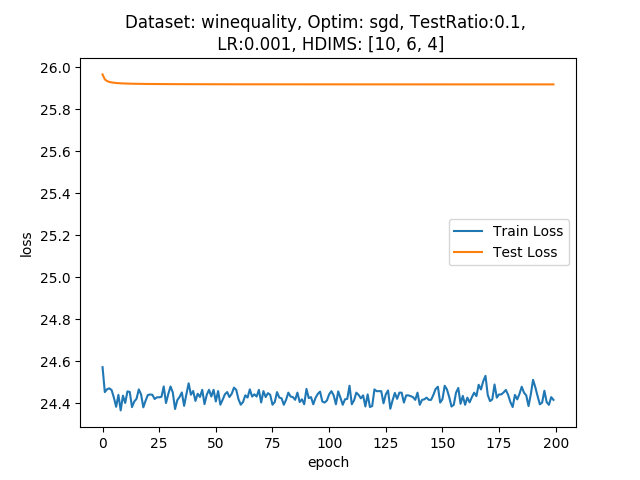 Dataset: winequality, Optim: sgd, TestRatio:0.1,
LR:0.001, HDIMS: [10, 6, 4]
26.0
25.8
25.6
25.4
25.2
25.0
24.8
24.6
24.4
loss
Train Loss
Test Loss
0 25 50 75 100 125 150 175 200
epoch